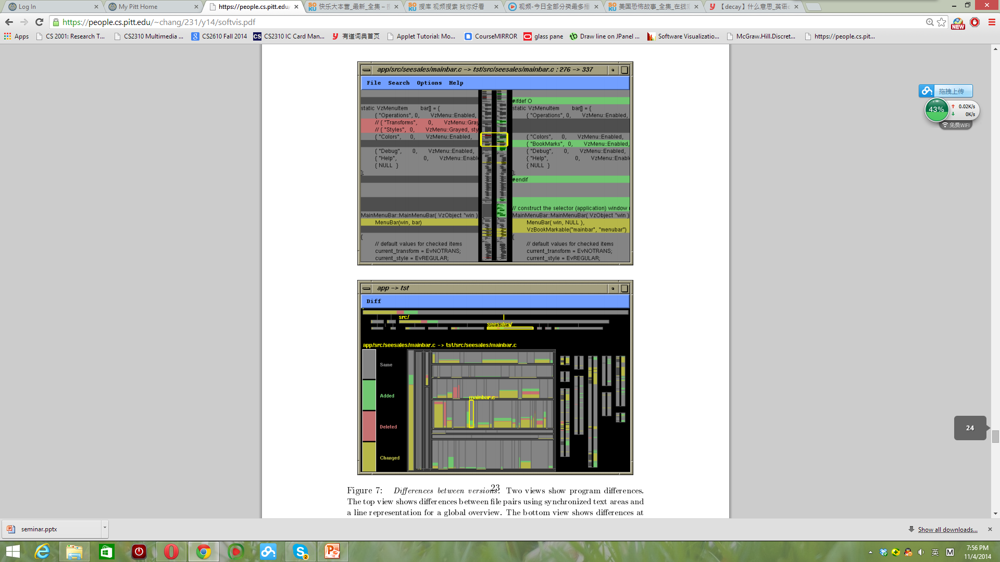 Log In
My Pitt Home
https://people.cs.pitt.edu/
快乐大本营_最新_全集 –
搜库 视频搜索 找你好看
视频-今日全部分类最多播
美国恐怖故事_全集_在线
【decay】什么意思_英语
https://people.cs.pitt.edu/~chang/231/y14/softvis.pdf
NEW
Apps
CS 2001: Research T...
CS2310 Multimedia ...
CS2610 Fall 2014
CS2310 IC Card Man...
有道词典首页
Applet Tutorial: Mo...
CourseMIRROR
glass pane
Draw line on JPanel ...
Software Visualizatio...
McGraw.Hill.Discret...
https://people.cs.pit...
app/src/seesales/mainbar.c -> tst/src/seesales/mainbar.c : 276 -> 337
File Search Options Help
#ifdef O
static VzMenuItem bar[] = {
static VzMenuItem bar[] = {
{ "Operations", 0, VzMenu::Enabled,
{ "Operations", 0, VzMenu::Enabled,
// { "Transforms", 0, VzMenu::Gray
// { "Styles", 0, VzMenu::Grayed, sty
{ "Colors", 0, VzMenu::Enabled,
{ "Colors", 0, VzMenu::Enabled,
{ "BookMarks", 0, VzMenu::Enabled,
{ "Debug", 0, VzMenu::Enabled,
{ "Debug", 0, VzMenu::Enabled,
{ "Help", 0, VzMenu::Enabled
{ "Help", 0, VzMenu::Enabl
{ NULL }
{ NULL }
};
};
#endif
// construct the selector (application) window
MainMenuBar::MainMenuBar( VzObject *win )
MainMenuBar::MainMenuBar( VzObject *win )
MenuBar(win, bar)
MenuBar( win, NULL ),
VzBookMarkable("mainbar", "menubar")
{
{
// default values for checked items
// default values for checked items
current_transform = EvNOTRANS;
current_transform = EvNOTRANS;
current_style = EvREGULAR;
current_style = EvREGULAR;
拖拽上传
43%
0.02K/s
0K/s
免费WIFI
app -> tst
Diff
src/
seesales/
app/src/seesales/mainbar.c -> tst/src/seesales/mainbar.c
Same
Added
mainbar.c
Deleted
Changed
24
23
Figure 7: Differences between versions. Two views show program differences.
The top view shows differences between file pairs using synchronized text areas and
a line representation for a global overview. The bottom view shows differences at
seminar.pptx
Show all downloads...
英
M
7:56 PM
11/4/2014